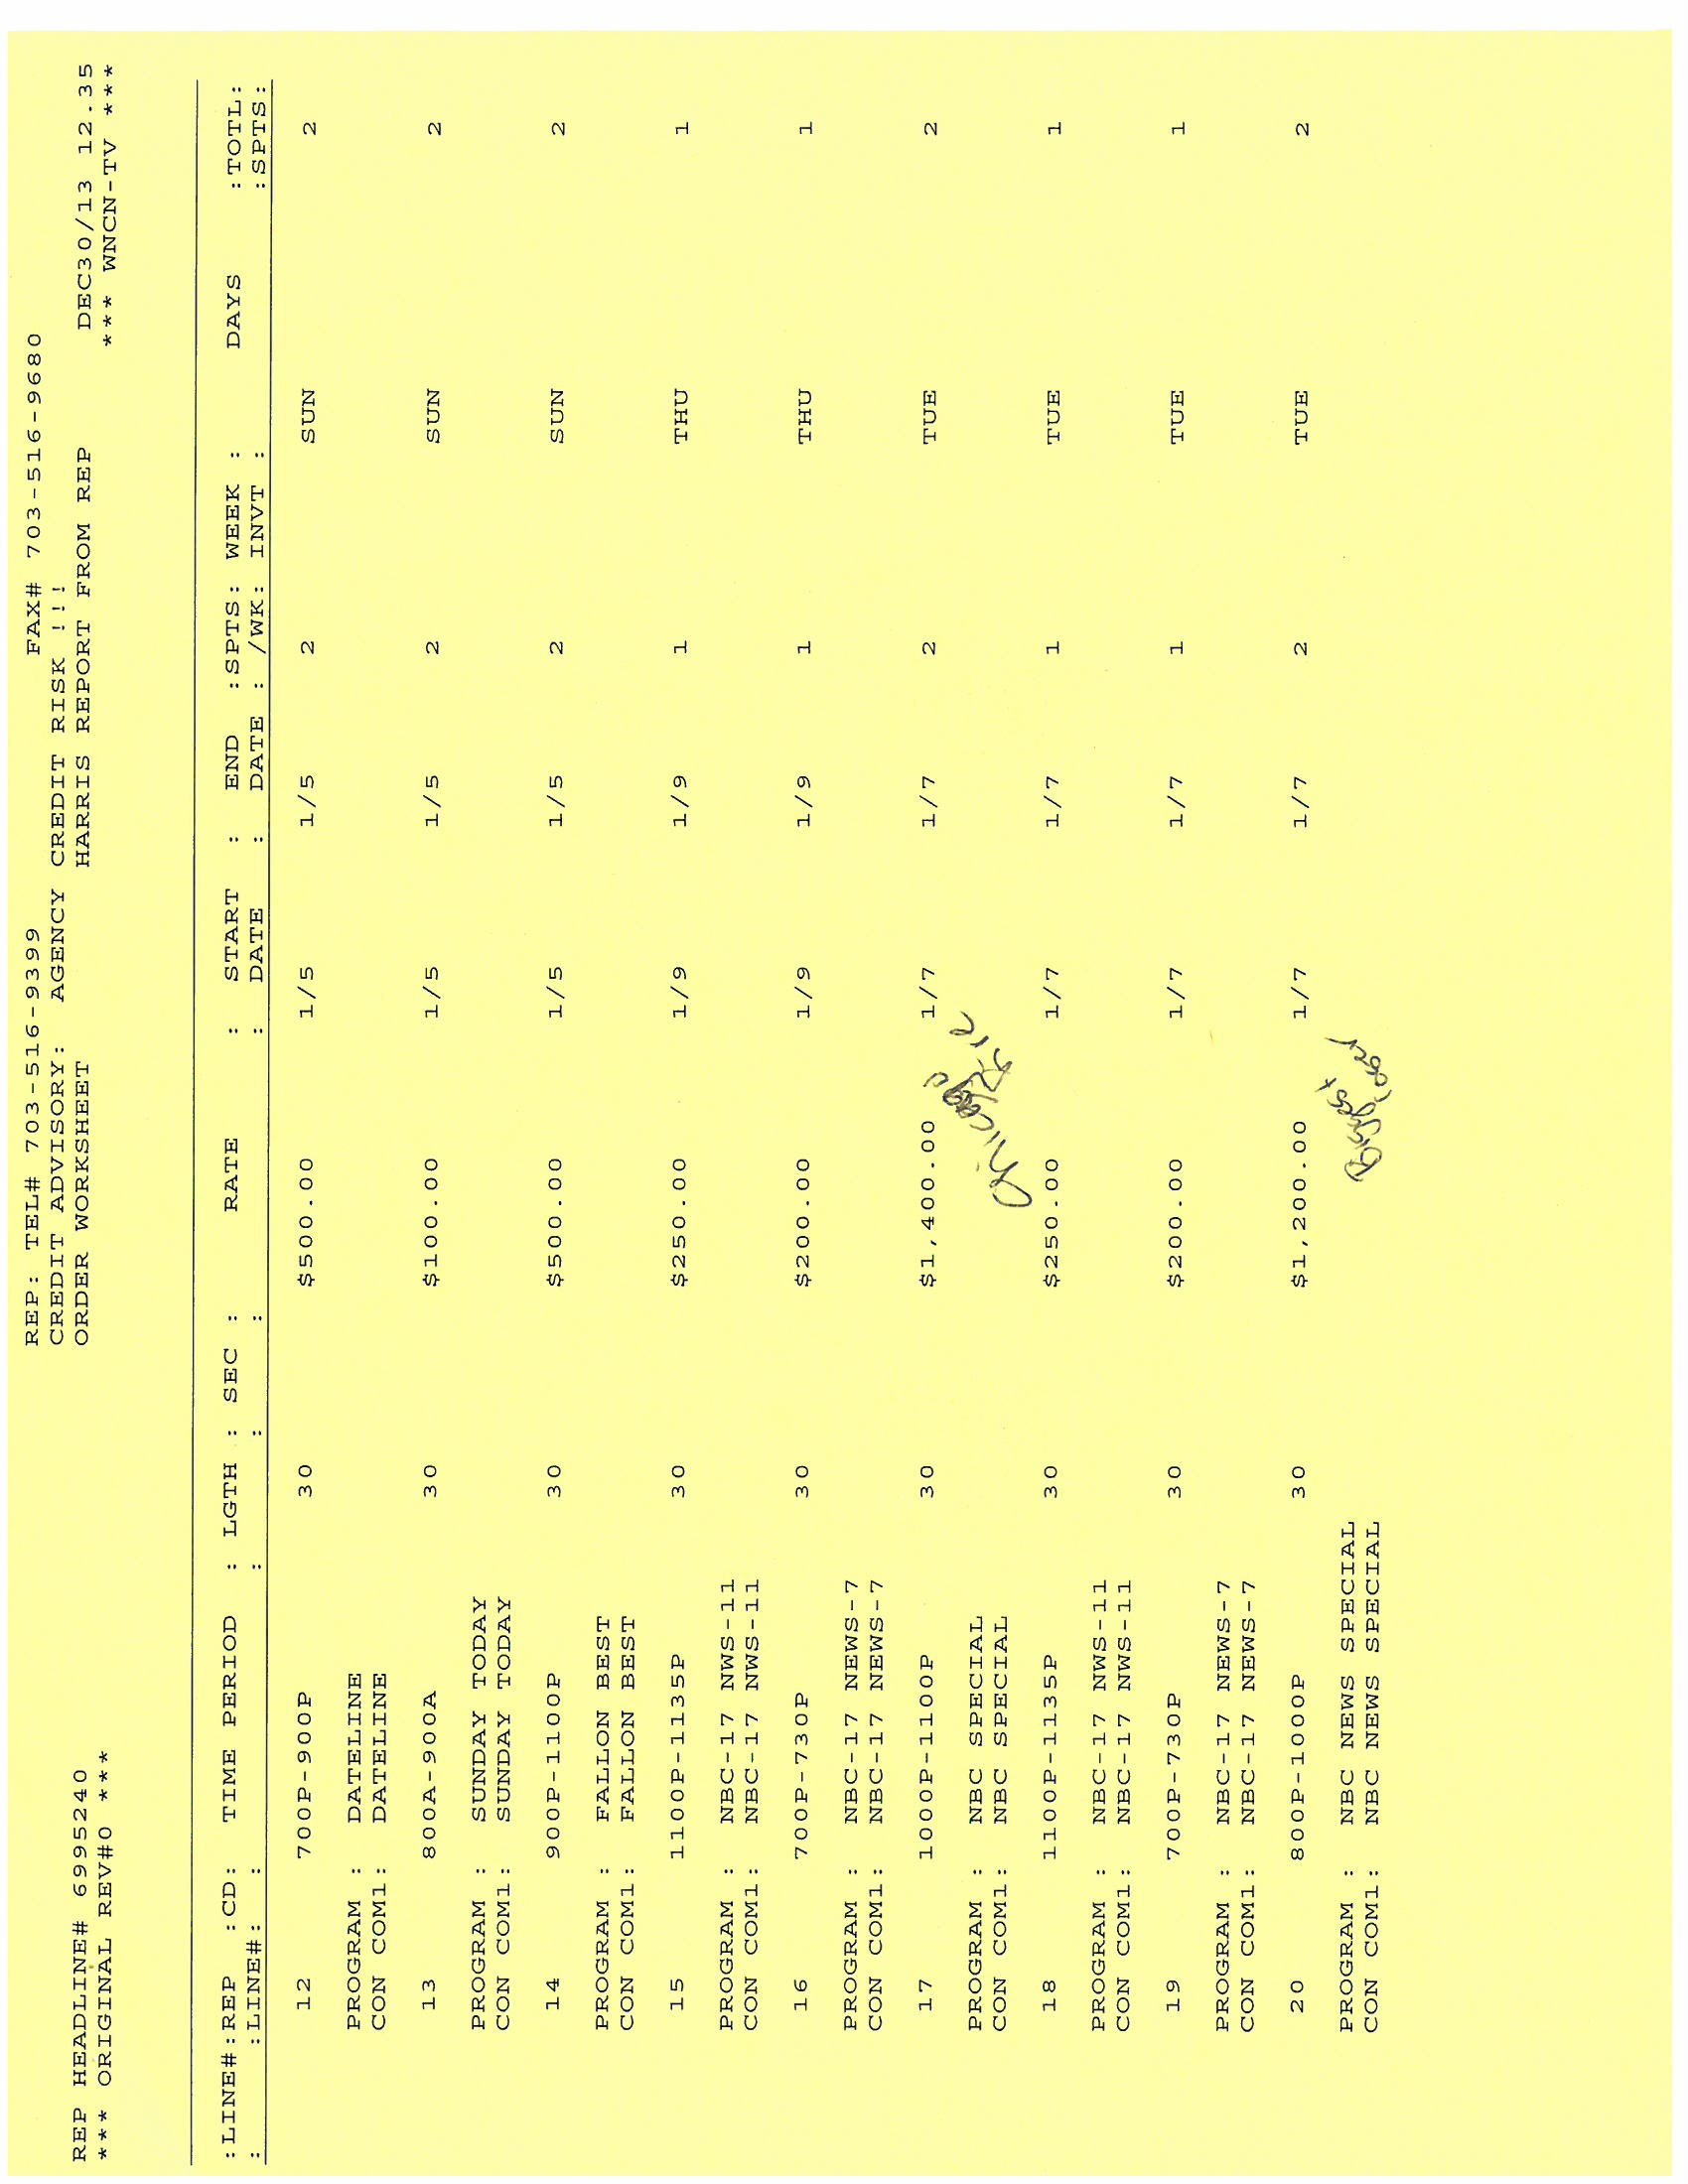 REP: TEL# 703-516-9399 FAX# 703-516-9680
CREDIT ADVISORY: AGENCY CREDIT RISK !!!
REP HEADLINE# 6995240 ORDER WORKSHEET HARRIS REPORT FROM REP DEC30/13 12.35
*** ORIGINAL REV#0 *** *** WNCN-TV ***
:LINE#:REP :CD: TIME PERIOD : LGTH : SEC : RATE : START : END :SPTS: WEEK : DAYS :TOTL:
: :LINE#: : : : : DATE : DATE : /WK: INVT : :SPTS:
12 700P-900P 30 $500.00 1/5 1/5 2 SUN 2
PROGRAM : DATELINE
CON COM1: DATELINE
13 800A-900A 30 $100.00 1/5 1/5 2 SUN 2
PROGRAM : SUNDAY TODAY
CON COM1: SUNDAY TODAY
14 900P-1100P 30 $500.00 1/5 1/5 2 SUN 2
PROGRAM : FALLON BEST
CON COM1: FALLON BEST
15 1100P-1135P 30 $250.00 1/9 1/9 1 THU 1
PROGRAM : NBC-17 NWS-11
CON COM1: NBC-17 NWS-11
16 700P-730P 30 $200.00 1/9 1/9 1 THU 1
PROGRAM : NBC-17 NEWS-7
CON COM1: NBC-17 NEWS-7
17 1000P-1100P 30 $1,400.00 1/7 1/7 2 TUE 2
Chicago
Fire
PROGRAM : NBC SPECIAL
CON COM1: NBC SPECIAL
18 1100P-1135P 30 $250.00 1/7 1/7 1 TUE 1
PROGRAM : NBC-17 NWS-11
CON COM1: NBC-17 NWS-11
19 700P-730P 30 $200.00 1/7 1/7 1 TUE 1
PROGRAM : NBC-17 NEWS-7
CON COM1: NBC-17 NEWS-7
20 800P-1000P 30 $1,200.00 1/7 1/7 2 TUE 2
Biggest
Loser
PROGRAM : NBC NEWS SPECIAL
CON COM1: NBC NEWS SPECIAL